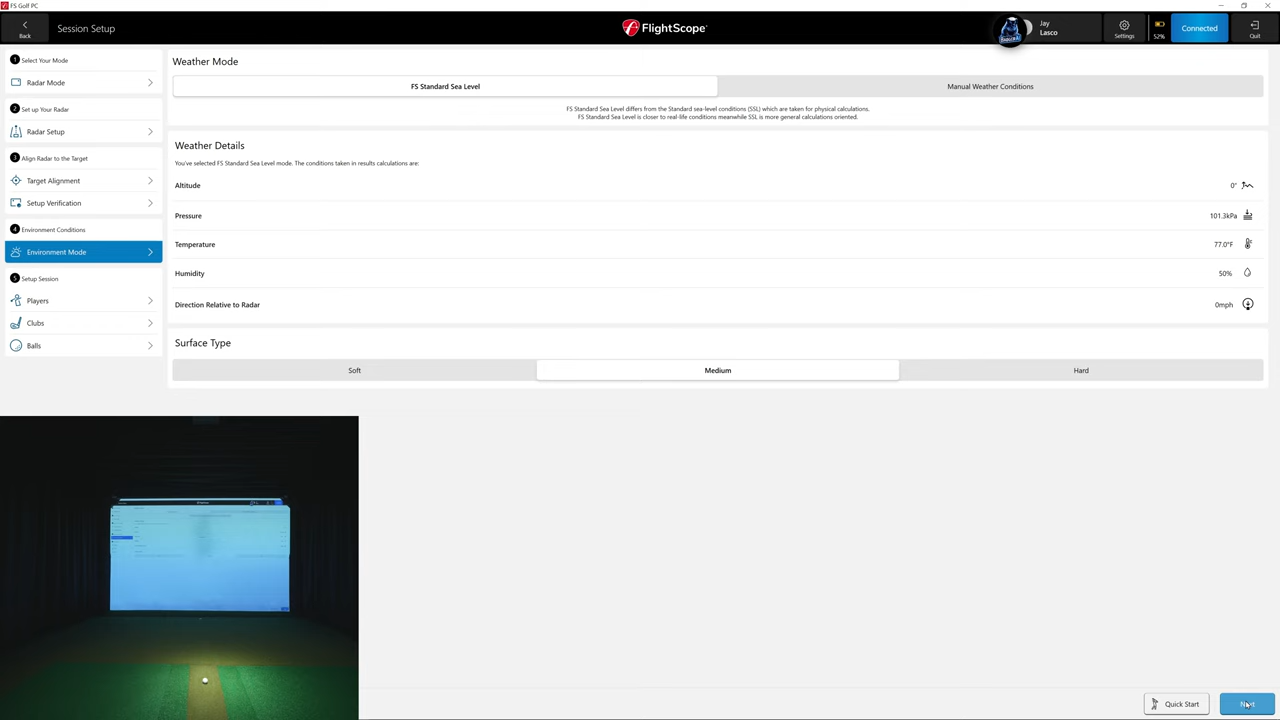 FS Golf PC
Back
Session Setup
FlightScope
Jay
Lasco
Settings
52%
Connected
Quit
1 Select Your Mode
Radar Mode
2 Set up Your Radar
Radar Setup
3 Align Radar to the Target
Target Alignment
Setup Verification
4 Environment Conditions
Environment Mode
5 Setup Session
Players
Clubs
Balls
Weather Mode
FS Standard Sea Level
Manual Weather Conditions
FS Standard Sea Level differs from the Standard sea-level conditions (SSL) which are taken for physical calculations.
FS Standard Sea Level is closer to real-life conditions meanwhile SSL is more general calculations oriented.
Weather Details
You've selected FS Standard Sea Level mode. The conditions taken in results calculations are:
Altitude 0'
Pressure 101.3kPa
Temperature 77.0°F
Humidity 50%
Direction Relative to Radar 0mph
Surface Type
Soft
Medium
Hard
Quick Start
Next